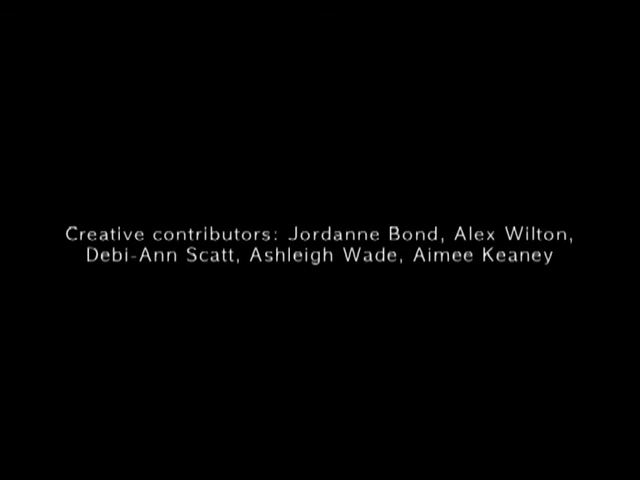 Creative contributors: Jordanne Bond, Alex Wilton,
Debi-Ann Scatt, Ashleigh Wade, Aimee Keaney